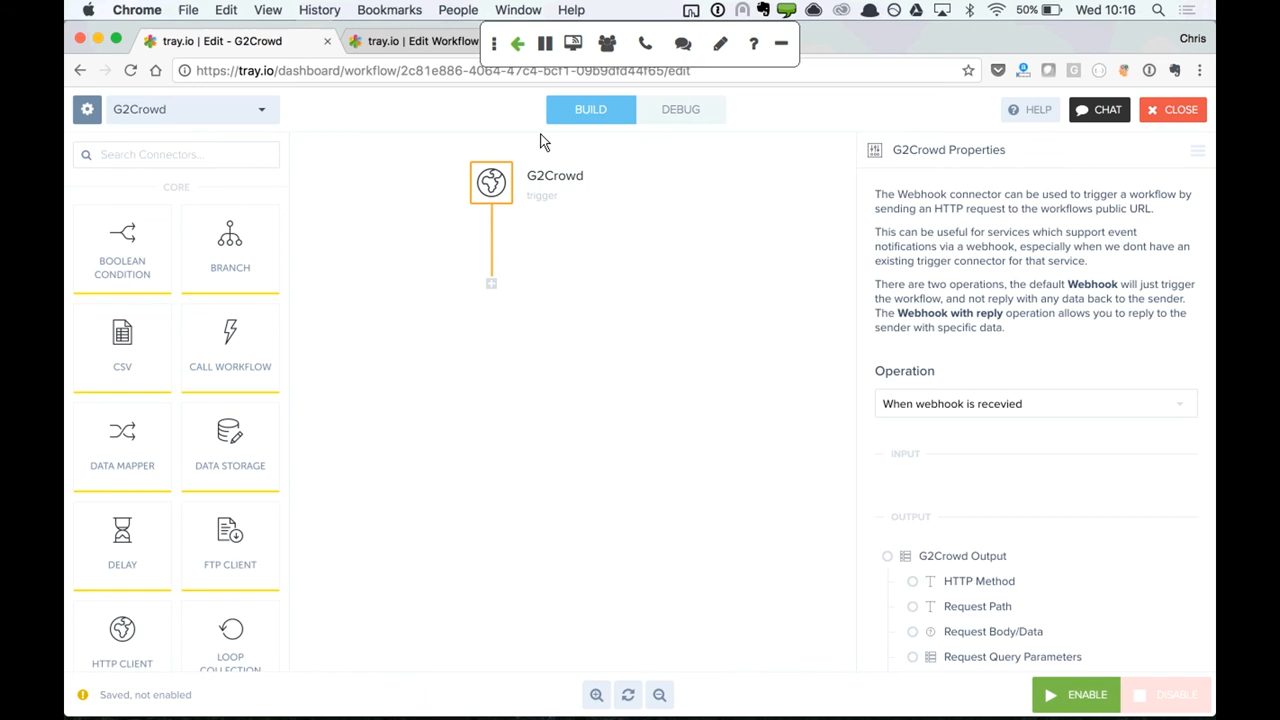 Chrome File Edit View History Bookmarks People Window Help
50% Wed 10:16
tray.io | Edit - G2Crowd
tray.io | Edit Workflow
Chris
https://tray.io/dashboard/workflow/2c81e886-4064-47c4-bcf1-09b9dfd44f65/edit
G2Crowd
BUILD
DEBUG
HELP
CHAT
CLOSE
Search Connectors...
CORE
BOOLEAN
CONDITION
BRANCH
CSV
CALL WORKFLOW
DATA MAPPER
DATA STORAGE
DELAY
FTP CLIENT
HTTP CLIENT
LOOP
COLLECTION
G2Crowd
trigger
G2Crowd Properties
The Webhook connector can be used to trigger a workflow by
sending an HTTP request to the workflows public URL.
This can be useful for services which support event
notifications via a webhook, especially when we dont have an
existing trigger connector for that service.
There are two operations, the default Webhook will just trigger
the workflow, and not reply with any data back to the sender.
The Webhook with reply operation allows you to reply to the
sender with specific data.
Operation
When webhook is recevied
INPUT
OUTPUT
G2Crowd Output
HTTP Method
Request Path
Request Body/Data
Request Query Parameters
Saved, not enabled
ENABLE
DISABLE